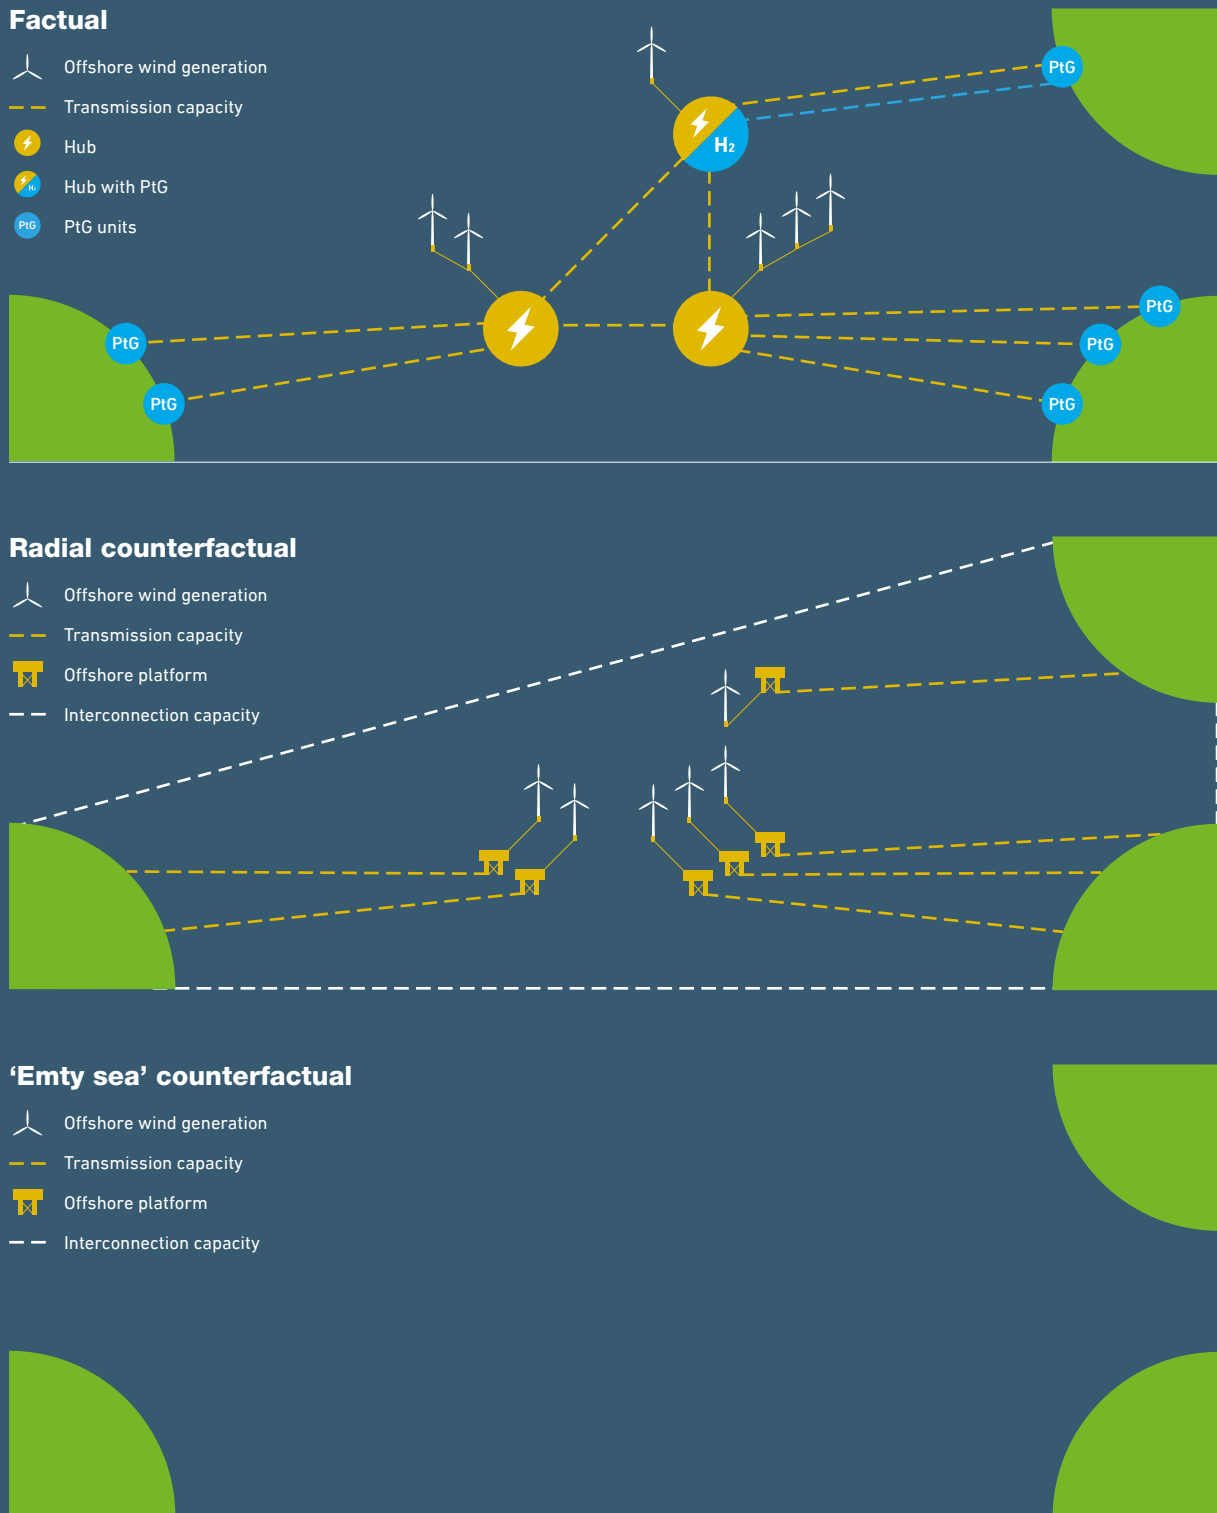 Factual
Offshore wind generation
Transmission capacity
Hub
H₂
Hub with PtG
PtG
PtG units
H₂
PtG
PtG
PtG
PtG
PtG
PtG
Radial counterfactual
Offshore wind generation
Transmission capacity
Offshore platform
Interconnection capacity
‘Emty sea’ counterfactual
Offshore wind generation
Transmission capacity
Offshore platform
Interconnection capacity